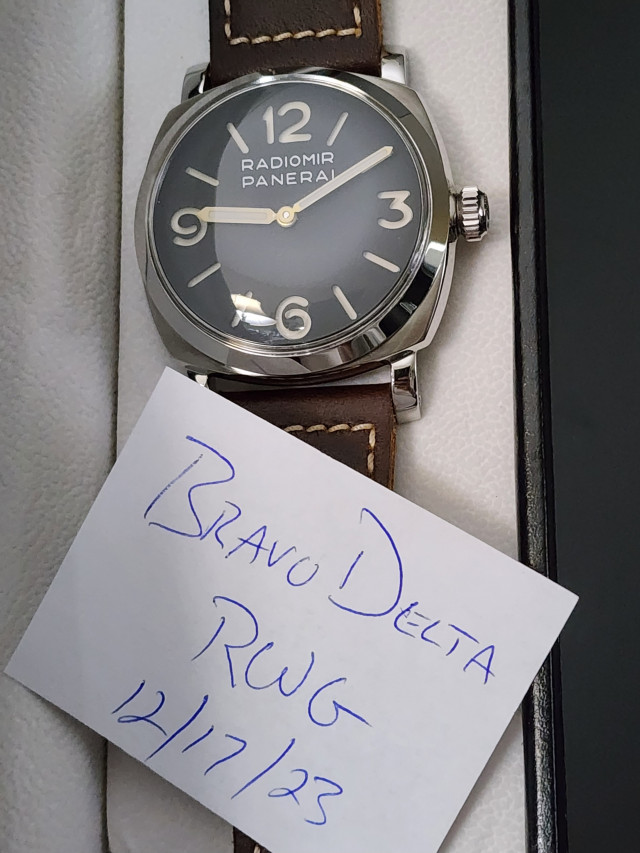 12
RADIOMIR
PANERAI
9
3
6
Bravo Delta
RWG
12/17/23